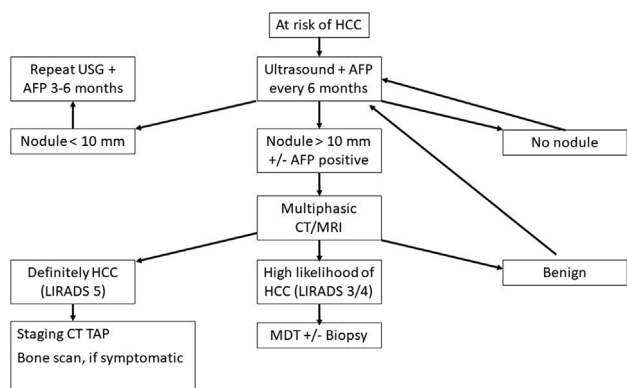 At risk of HCC
Repeat USG +
AFP 3-6 months
Ultrasound + AFP
every 6 months
Nodule < 10 mm
Nodule > 10 mm
+/- AFP positive
No nodule
Multiphasic
CT/MRI
Definitely HCC
(LIRADS 5)
High likelihood of
HCC (LIRADS 3/4)
Benign
Staging CT TAP
Bone scan, if symptomatic
MDT +/- Biopsy